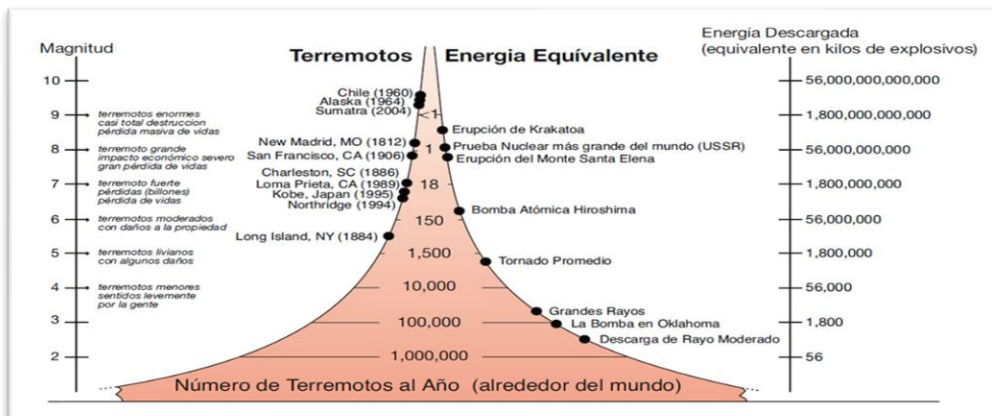 Magnitud
Terremotos
Energia Equívalente
Energía Descargada
(equivalente en kilos de explosivos)
10
9
8
7
6
5
4
3
2
terremotos enormes
casi total destruccion
pérdida masiva de vidas
terremoto grande
impacto económico severo
gran pérdida de vidas
terremoto fuerte
pérdidas (billones)
pérdida de vidas
terremotos moderados
con daños a la propiedad
terremotos livianos
con algunos daños
terremotos menores
sentidos levemente
por la gente
Chile (1960)
Alaska (1964)
Sumatra (2004)
New Madrid, MO (1812)
San Francisco, CA (1906)
Charleston, SC (1886)
Loma Prieta, CA (1989)
Kobe, Japan (1995)
Northridge (1994)
Long Island, NY (1884)
<1
1
18
150
1,500
10,000
100,000
1,000,000
Erupción de Krakatoa
Prueba Nuclear más grande del mundo (USSR)
Erupción del Monte Santa Elena
Bomba Atómica Hiroshima
Tornado Promedio
Grandes Rayos
La Bomba en Oklahoma
Descarga de Rayo Moderado
56,000,000,000,000
1,800,000,000,000
56,000,000,000
1,800,000,000
56,000,000
1,800,000
56,000
1,800
56
Número de Terremotos al Año (alrededor del mundo)